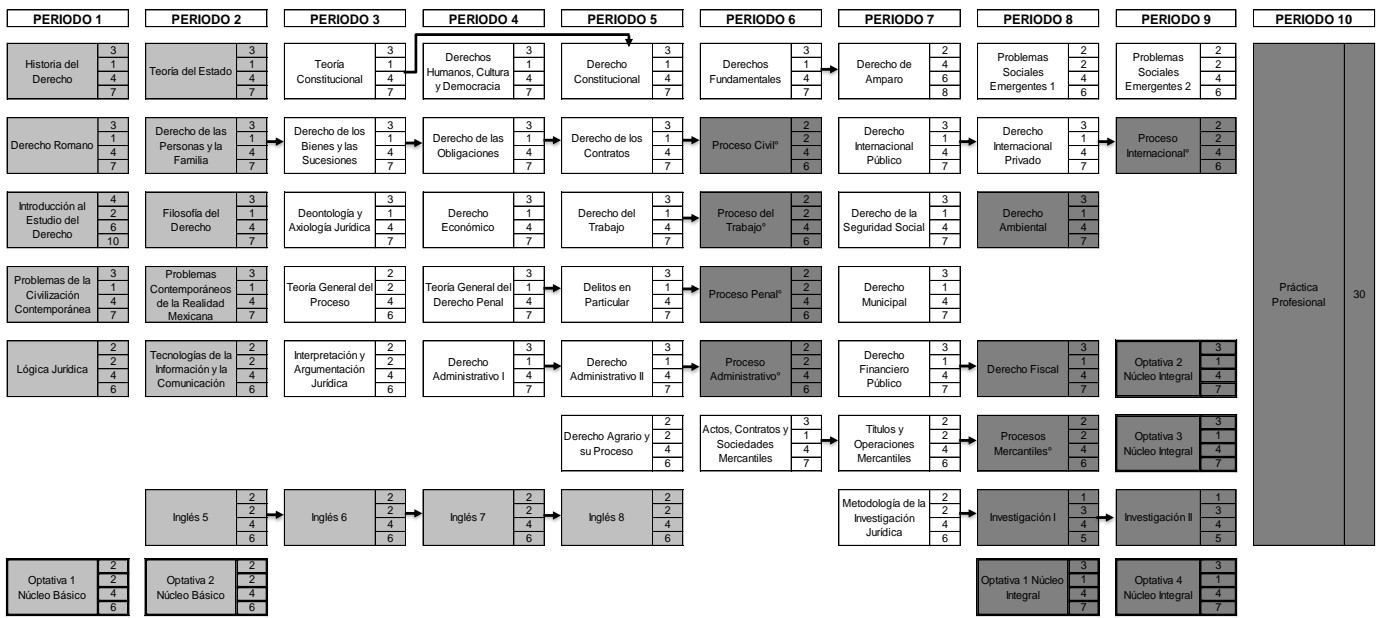 PERIODO 1
PERIODO 2
PERIODO 3
PERIODO 4
PERIODO 5
PERIODO 6
PERIODO 7
PERIODO 8
PERIODO 9
PERIODO 10
Historia del
Derecho
3
1
4
7
Teoría del Estado
3
1
4
7
Teoría
Constitucional
3
1
4
7
Derechos
Humanos, Cultura
y Democracia
3
1
4
7
Derecho
Constitucional
3
1
4
7
Derechos
Fundamentales
3
1
4
7
Derecho de
Amparo
2
4
6
8
Problemas
Sociales
Emergentes 1
2
2
4
6
Problemas
Sociales
Emergentes 2
2
2
4
6
Derecho Romano
3
1
4
7
Derecho de las
Personas y la
Familia
3
1
4
7
Derecho de los
Bienes y las
Sucesiones
3
1
4
7
Derecho de las
Obligaciones
3
1
4
7
Derecho de los
Contratos
3
1
4
7
Proceso Civil°
2
2
4
6
Derecho
Internacional
Público
3
1
4
7
Derecho
Internacional
Privado
3
1
4
7
Proceso
Internacional°
2
2
4
6
Introducción al
Estudio del
Derecho
4
2
6
10
Filosofía del
Derecho
3
1
4
7
Deontología y
Axiología Jurídica
3
1
4
7
Derecho
Económico
3
1
4
7
Derecho del
Trabajo
3
1
4
7
Proceso del
Trabajo°
2
2
4
6
Derecho de la
Seguridad Social
3
1
4
7
Derecho
Ambiental
3
1
4
7
Problemas de la
Civilización
Contemporánea
3
1
4
7
Problemas
Contemporáneos
de la Realidad
Mexicana
3
1
4
7
Teoría General del
Proceso
2
2
4
6
Teoría General del
Derecho Penal
3
1
4
7
Delitos en
Particular
3
1
4
7
Proceso Penal°
2
2
4
6
Derecho
Municipal
3
1
4
7
Práctica
Profesional
30
Lógica Jurídica
2
2
4
6
Tecnologías de la
Información y la
Comunicación
2
2
4
6
Interpretación y
Argumentación
Jurídica
2
2
4
6
Derecho
Administrativo I
3
1
4
7
Derecho
Administrativo II
3
1
4
7
Proceso
Administrativo°
2
2
4
6
Derecho
Financiero
Público
3
1
4
7
Derecho Fiscal
3
1
4
7
Optativa 2
Núcleo Integral
3
1
4
7
Derecho Agrario y
su Proceso
2
2
4
6
Actos, Contratos y
Sociedades
Mercantiles
3
1
4
7
Títulos y
Operaciones
Mercantiles
2
2
4
6
Procesos
Mercantiles°
2
2
4
6
Optativa 3
Núcleo Integral
3
1
4
7
Inglés 5
2
2
4
6
Inglés 6
2
2
4
6
Inglés 7
2
2
4
6
Inglés 8
2
2
4
6
Metodología de la
Investigación
Jurídica
2
2
4
6
Investigación I
1
3
4
5
Investigación II
1
3
4
5
Optativa 1
Núcleo Básico
2
2
4
6
Optativa 2
Núcleo Básico
2
2
4
6
Optativa 1 Núcleo
Integral
3
1
4
7
Optativa 4
Núcleo Integral
3
1
4
7